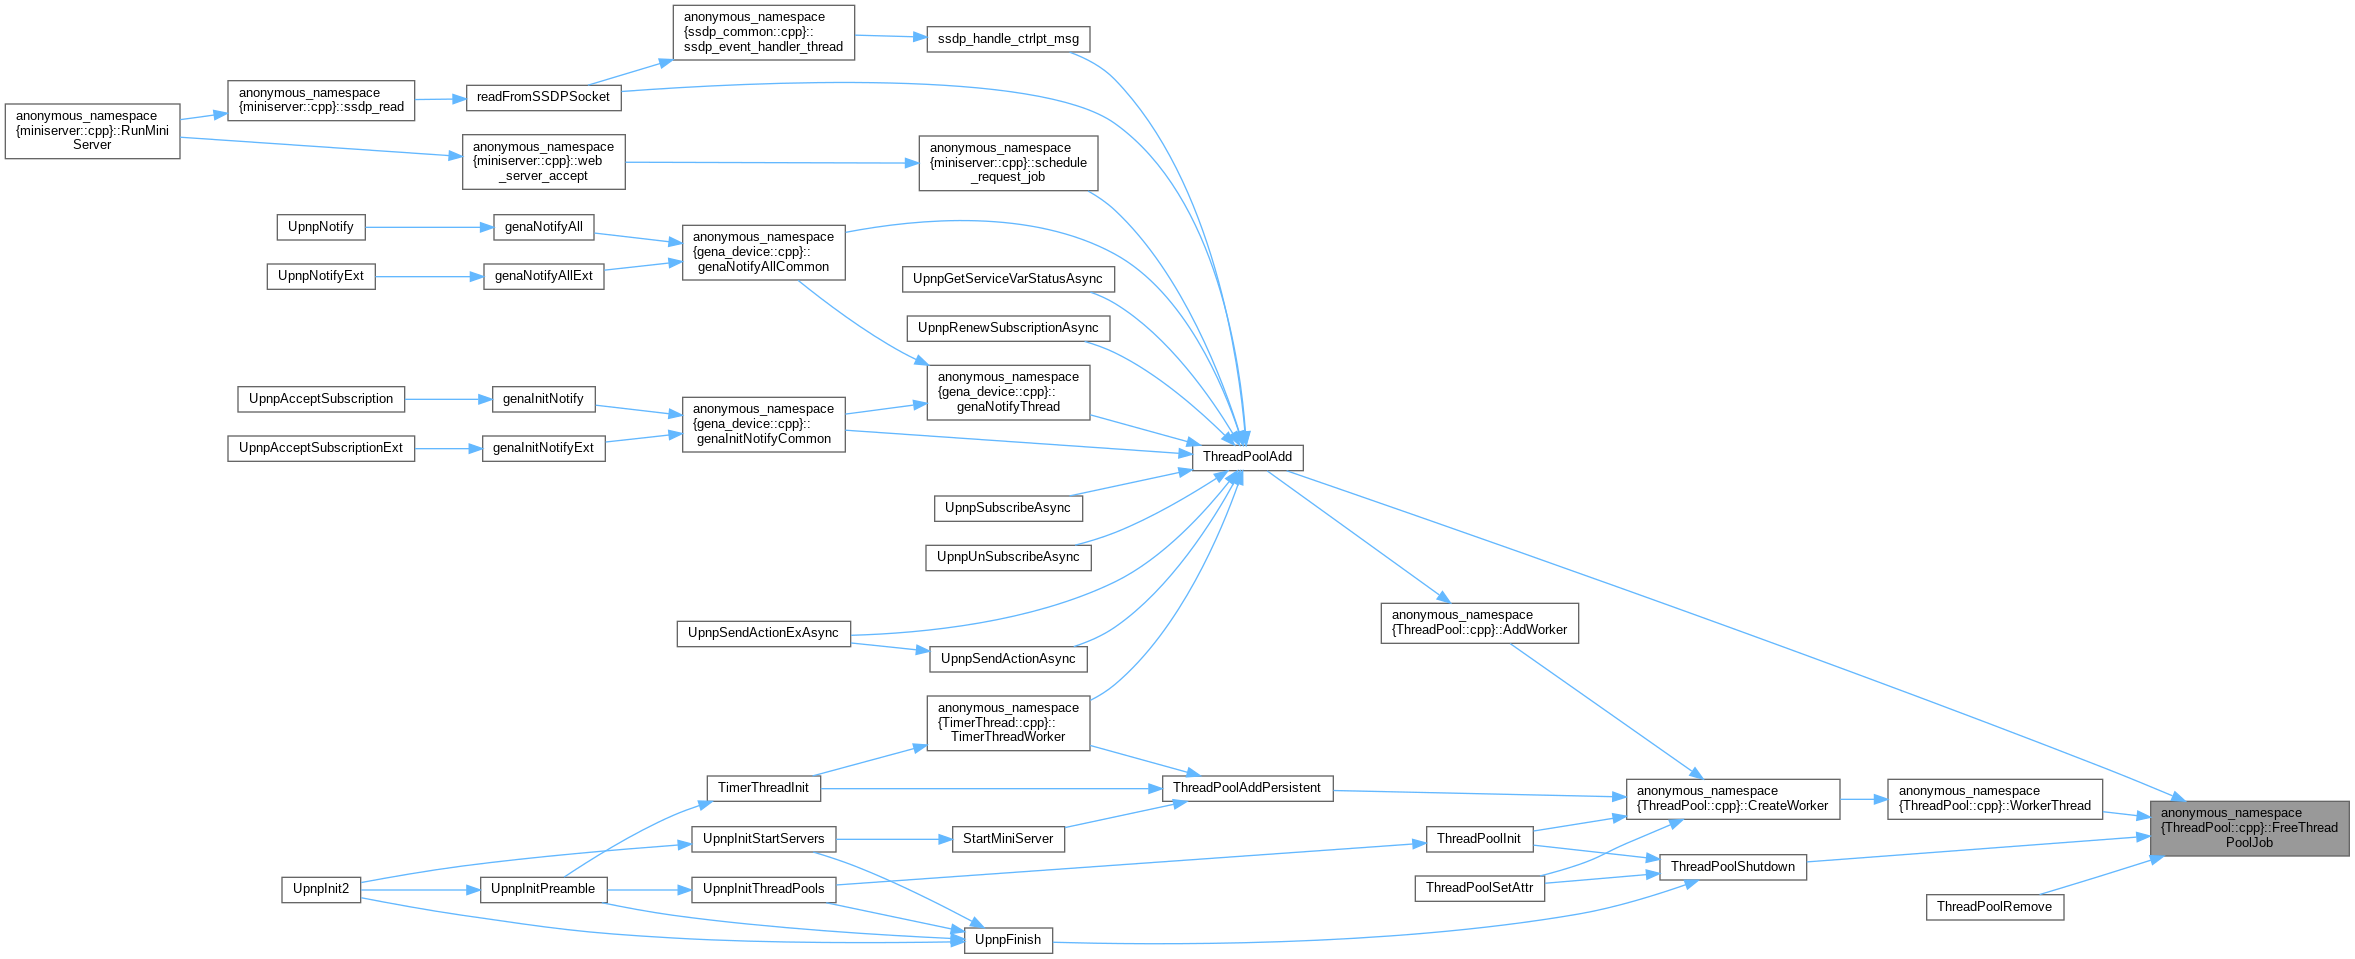 anonymous_namespace
{ssdp_common::cpp}::
ssdp_event_handler_thread
ssdp_handle_ctrlpt_msg
anonymous_namespace
{miniserver::cpp}::ssdp_read
readFromSSDPSocket
anonymous_namespace
{miniserver::cpp}::RunMini
Server
anonymous_namespace
{miniserver::cpp}::web
_server_accept
anonymous_namespace
{miniserver::cpp}::schedule
_request_job
UpnpNotify
genaNotifyAll
anonymous_namespace
{gena_device::cpp}::
genaNotifyAllCommon
UpnpNotifyExt
genaNotifyAllExt
UpnpGetServiceVarStatusAsync
UpnpRenewSubscriptionAsync
anonymous_namespace
{gena_device::cpp}::
genaNotifyThread
UpnpAcceptSubscription
genaInitNotify
anonymous_namespace
{gena_device::cpp}::
genaInitNotifyCommon
UpnpAcceptSubscriptionExt
genaInitNotifyExt
ThreadPoolAdd
UpnpSubscribeAsync
UpnpUnSubscribeAsync
anonymous_namespace
{ThreadPool::cpp}::AddWorker
UpnpSendActionExAsync
UpnpSendActionAsync
anonymous_namespace
{TimerThread::cpp}::
TimerThreadWorker
TimerThreadInit
ThreadPoolAddPersistent
anonymous_namespace
{ThreadPool::cpp}::CreateWorker
anonymous_namespace
{ThreadPool::cpp}::WorkerThread
anonymous_namespace
{ThreadPool::cpp}::FreeThread
PoolJob
UpnpInitStartServers
StartMiniServer
ThreadPoolInit
ThreadPoolShutdown
UpnpInit2
UpnpInitPreamble
UpnpInitThreadPools
ThreadPoolSetAttr
ThreadPoolRemove
UpnpFinish